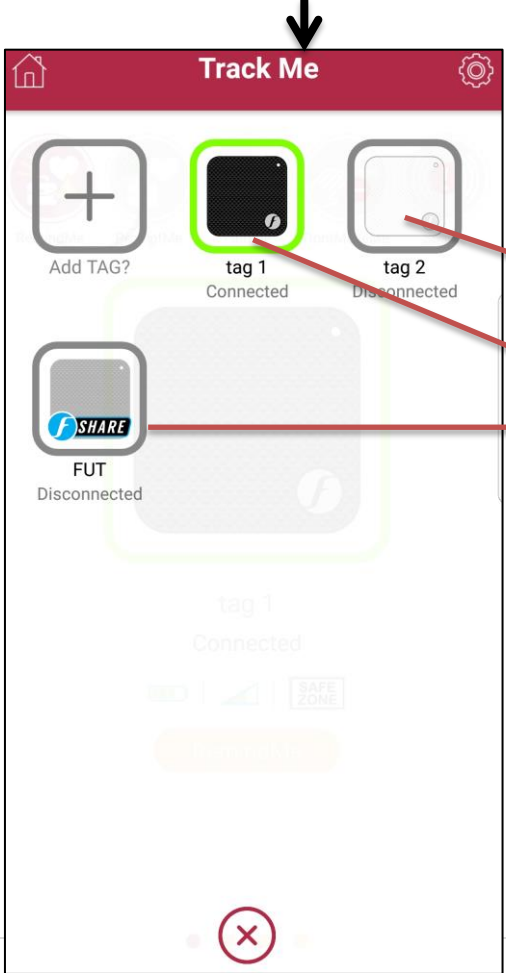 Track Me
Add TAG?
tag 1
tag 2
Connected
Disconnected
f SHARE
FUT
Disconnected
tag 1
Connected
SAFE
ZONE